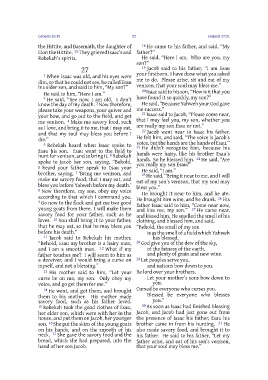 Genesis 26:35
22
Genesis 27:31
the Hittite, and Basemath, the daughter of
Elon the Hittite. 35 They grieved Isaac's and
Rebekah's spirits.
27
1 When Isaac was old, and his eyes were
dim, so that he could not see, he called Esau
his elder son, and said to him, "My son?"
He said to him, "Here I am."
2 He said, "See now, I am old. I don't
know the day of my death. 3 Now therefore,
please take your weapons, your quiver and
your bow, and go out to the field, and get
me venison. 4 Make me savory food, such
as I love, and bring it to me, that I may eat,
and that my soul may bless you before I
die."
5 Rebekah heard when Isaac spoke to
Esau his son. Esau went to the field to
hunt for venison, and to bring it. 6 Rebekah
spoke to Jacob her son, saying, "Behold,
I heard your father speak to Esau your
brother, saying, 7 'Bring me venison, and
make me savory food, that I may eat, and
bless you before Yahweh before my death.'
8 Now therefore, my son, obey my voice
according to that which I command you.
9 Go now to the flock and get me two good
young goats from there. I will make them
savory food for your father, such as he
loves. 10 You shall bring it to your father,
that he may eat, so that he may bless you
before his death."
11 Jacob said to Rebekah his mother,
"Behold, Esau my brother is a hairy man,
and I am a smooth man. 12 What if my
father touches me? I will seem to him as
a deceiver, and I would bring a curse on
myself, and not a blessing."
13 His mother said to him, "Let your
curse be on me, my son. Only obey my
voice, and go get them for me."
14 He went, and got them, and brought
them to his mother. His mother made
savory food, such as his father loved.
15 Rebekah took the good clothes of Esau,
her elder son, which were with her in the
house, and put them on Jacob, her younger
son. 16 She put the skins of the young goats
on his hands, and on the smooth of his
neck. 17 She gave the savory food and the
bread, which she had prepared, into the
hand of her son Jacob.
18 He came to his father, and said, "My
father?"
He said, "Here I am. Who are you, my
son?"
19 Jacob said to his father, "I am Esau
your firstborn. I have done what you asked
me to do. Please arise, sit and eat of my
venison, that your soul may bless me."
20 Isaac said to his son, "How is it that you
have found it so quickly, my son?"
He said, "Because Yahweh your God gave
me success."
21 Isaac said to Jacob, "Please come near,
that I may feel you, my son, whether you
are really my son Esau or not."
22 Jacob went near to Isaac his father.
He felt him, and said, "The voice is Jacob's
voice, but the hands are the hands of Esau."
23 He didn't recognize him, because his
hands were hairy, like his brother Esau's
hands. So he blessed him. 24 He said, "Are
you really my son Esau?"
He said, "I am."
25 He said, "Bring it near to me, and I will
eat of my son's venison, that my soul may
bless you."
He brought it near to him, and he ate.
He brought him wine, and he drank. 26 His
father Isaac said to him, "Come near now,
and kiss me, my son." 27 He came near,
and kissed him. He smelled the smell of his
clothing, and blessed him, and said,
"Behold, the smell of my son
is as the smell of a field which Yahweh
has blessed.
28 God give you of the dew of the sky,
of the fatness of the earth,
and plenty of grain and new wine.
29 Let peoples serve you,
and nations bow down to you.
Be lord over your brothers.
Let your mother's sons bow down to
you.
Cursed be everyone who curses you.
Blessed be everyone who blesses
you."
30 As soon as Isaac had finished blessing
Jacob, and Jacob had just gone out from
the presence of Isaac his father, Esau his
brother came in from his hunting. 31 He
also made savory food, and brought it to
his father. He said to his father, "Let my
father arise, and eat of his son's venison,
that your soul may bless me."